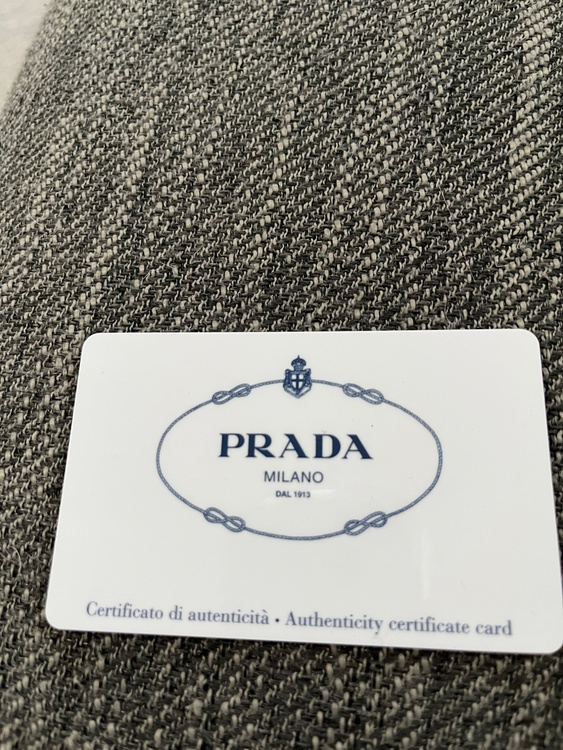 PRADA
MILANO
DAL 1913
Certificato di autenticità • Authenticity certificate card